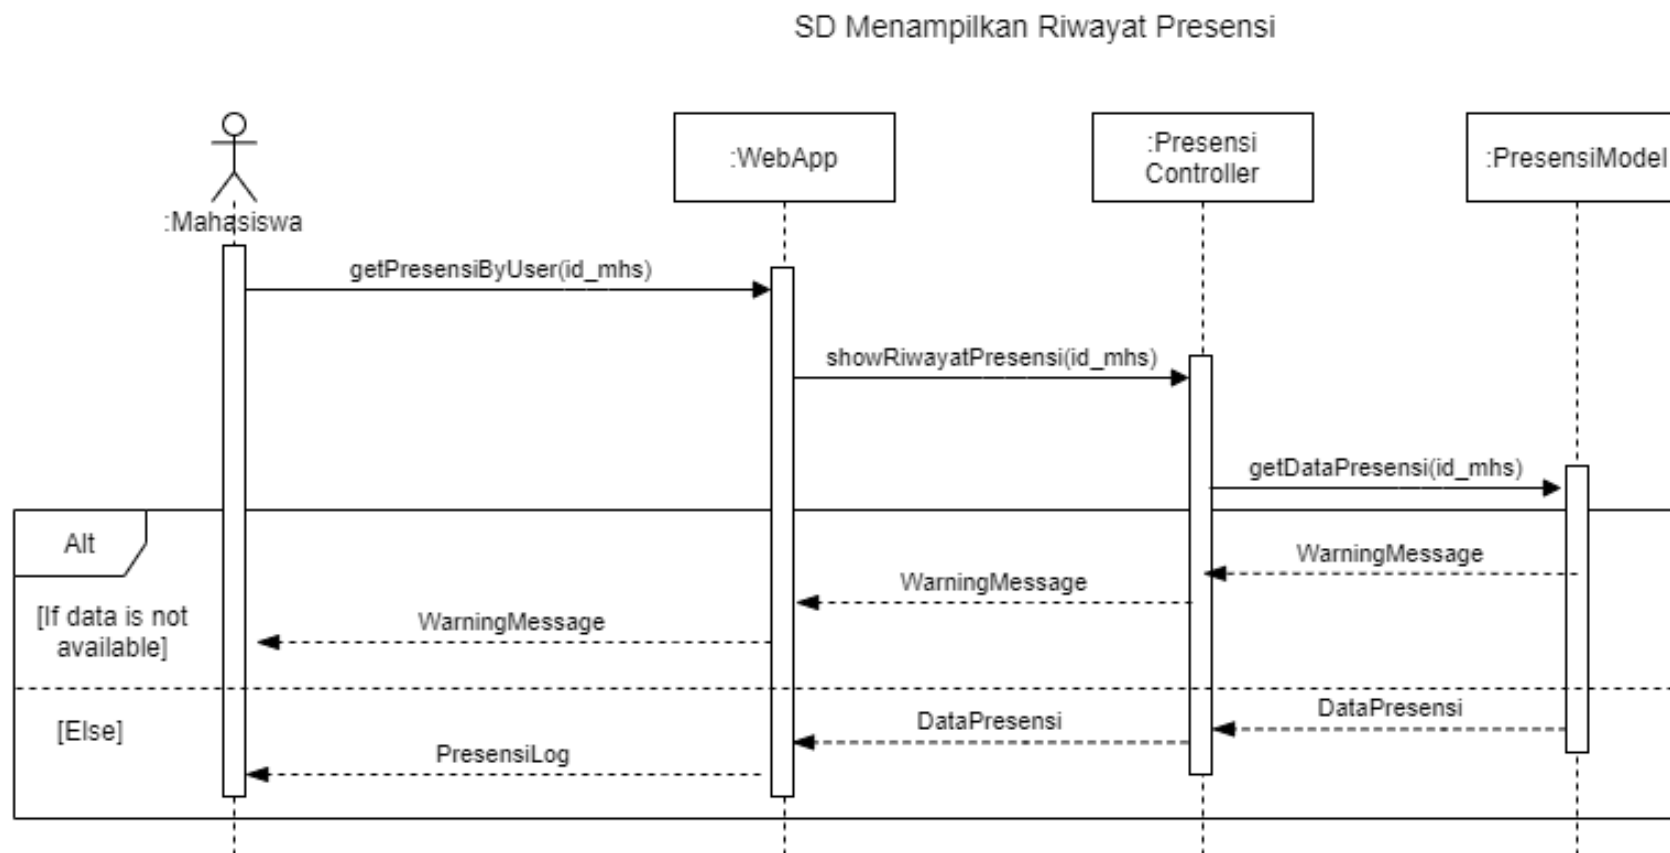 SD Menampilkan Riwayat Presensi
:Mahasiswa
:WebApp
:Presensi
Controller
:PresensiModel
getPresensiByUser(id_mhs)
showRiwayatPresensi(id_mhs)
getDataPresensi(id_mhs)
Alt
[If data is not
available]
WarningMessage
WarningMessage
WarningMessage
[Else]
DataPresensi
DataPresensi
PresensiLog